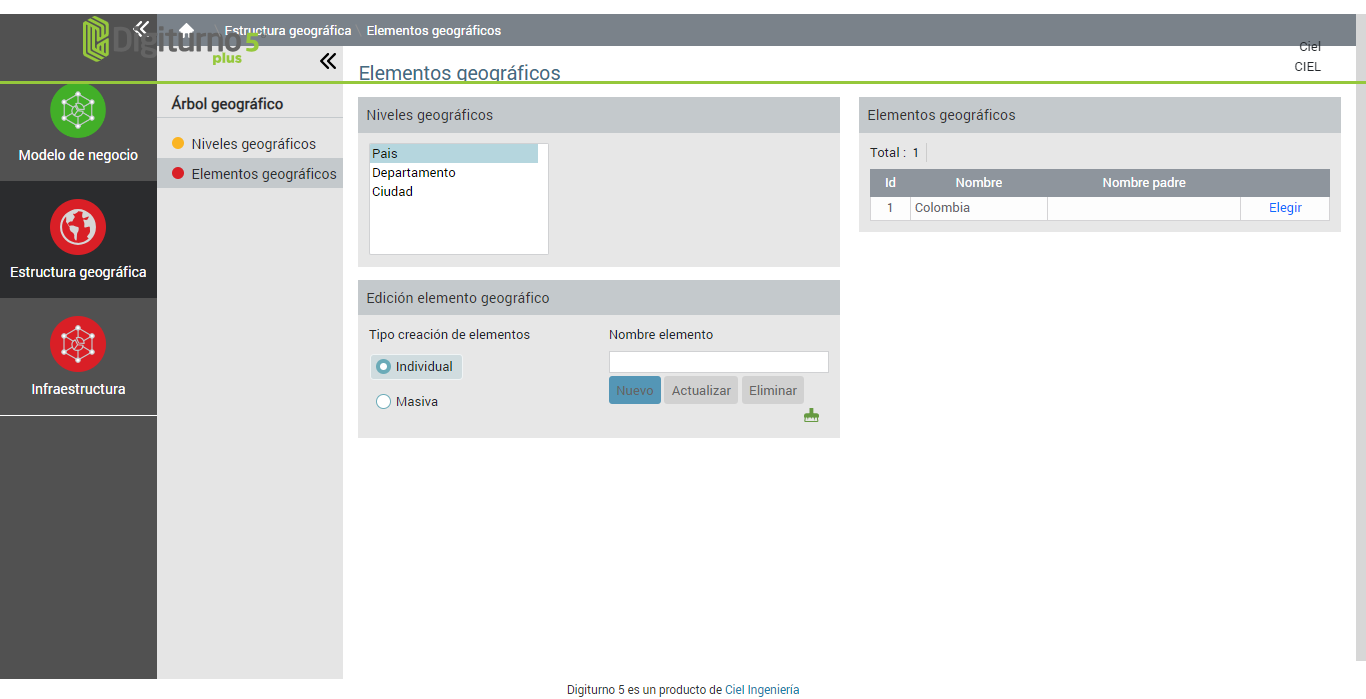 Digiturno 5
plus
Estructura geográfica
Elementos geográficos
Ciel
CIEL
Modelo de negocio
Estructura geográfica
Infraestructura
Árbol geográfico
Niveles geográficos
Elementos geográficos
Elementos geográficos
Niveles geográficos
Pais
Departamento
Ciudad
Edición elemento geográfico
Tipo creación de elementos
Individual
Masiva
Nombre elemento
Nuevo
Actualizar
Eliminar
Elementos geográficos
Total : 1
Id Nombre Nombre padre
1 Colombia Elegir
Digiturno 5 es un producto de Ciel Ingeniería